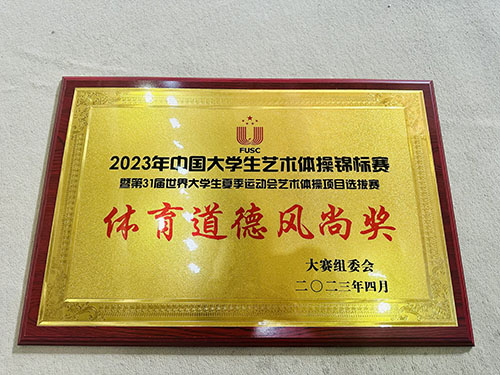 FUSC
2023年中国大学生艺术体操锦标赛
暨第31届世界大学生夏季运动会艺术体操项目选拔赛
体育道德风尚奖
大赛组委会
二〇二三年四月